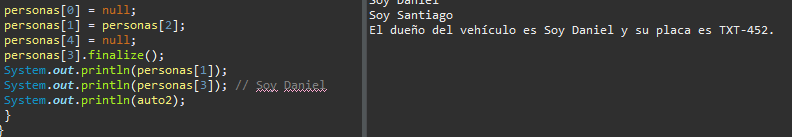 personas[0] = null;
personas[1] = personas[2];
personas[4] = null;
personas[3].finalize();
System.out.println(personas[1]);
System.out.println(personas[3]); // Soy Daniel
System.out.println(auto2);
}
}
Soy Daniel
Soy Santiago
El dueño del vehículo es Soy Daniel y su placa es TXT-452.